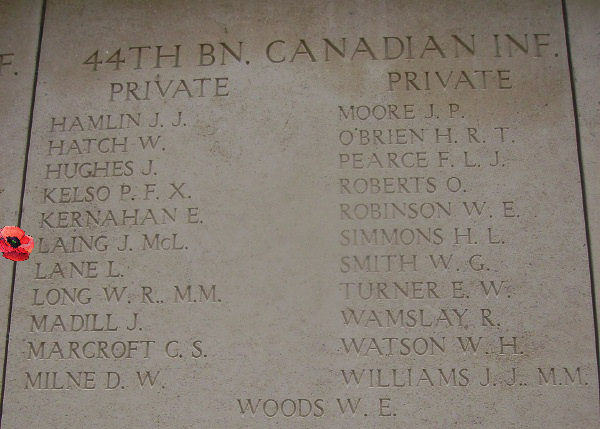 F.
44TH BN. CANADIAN INF.
PRIVATE
HAMLIN J. J.
HATCH W.
HUGHES J.
KELSO P. F. X.
KERNAHAN E.
LAING J. McL.
LANE L.
LONG W. R., M.M.
MADILL J.
MARCROFT C. S.
MILNE D. W.
PRIVATE
MOORE J. P.
O'BRIEN H. R. T.
PEARCE F. L. J.
ROBERTS O.
ROBINSON W. E.
SIMMONS H. L.
SMITH W. G.
TURNER E. W.
WAMSLAY R.
WATSON W. H.
WILLIAMS J. J., M.M.
WOODS W. E.